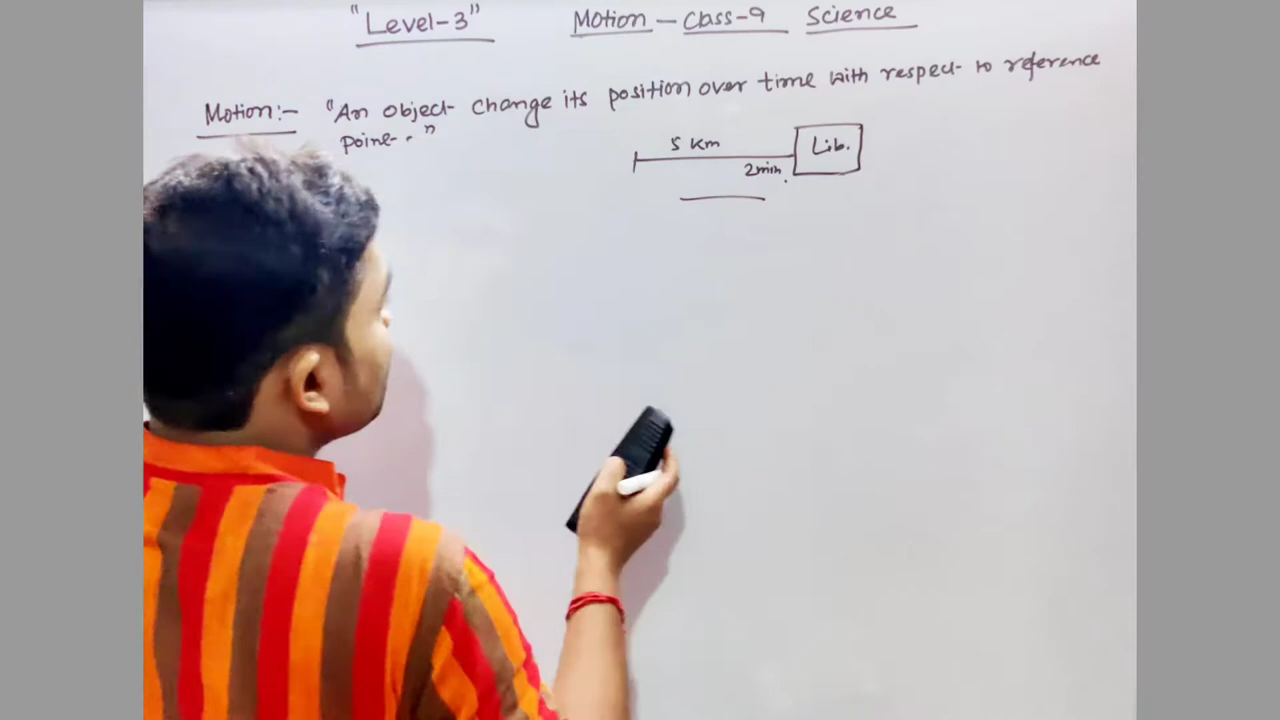 "Level-3" Motion - Class-9 Science
Motion:- "An object change its position over time with respect to reference
point."
5 Km
Lib.
2min.